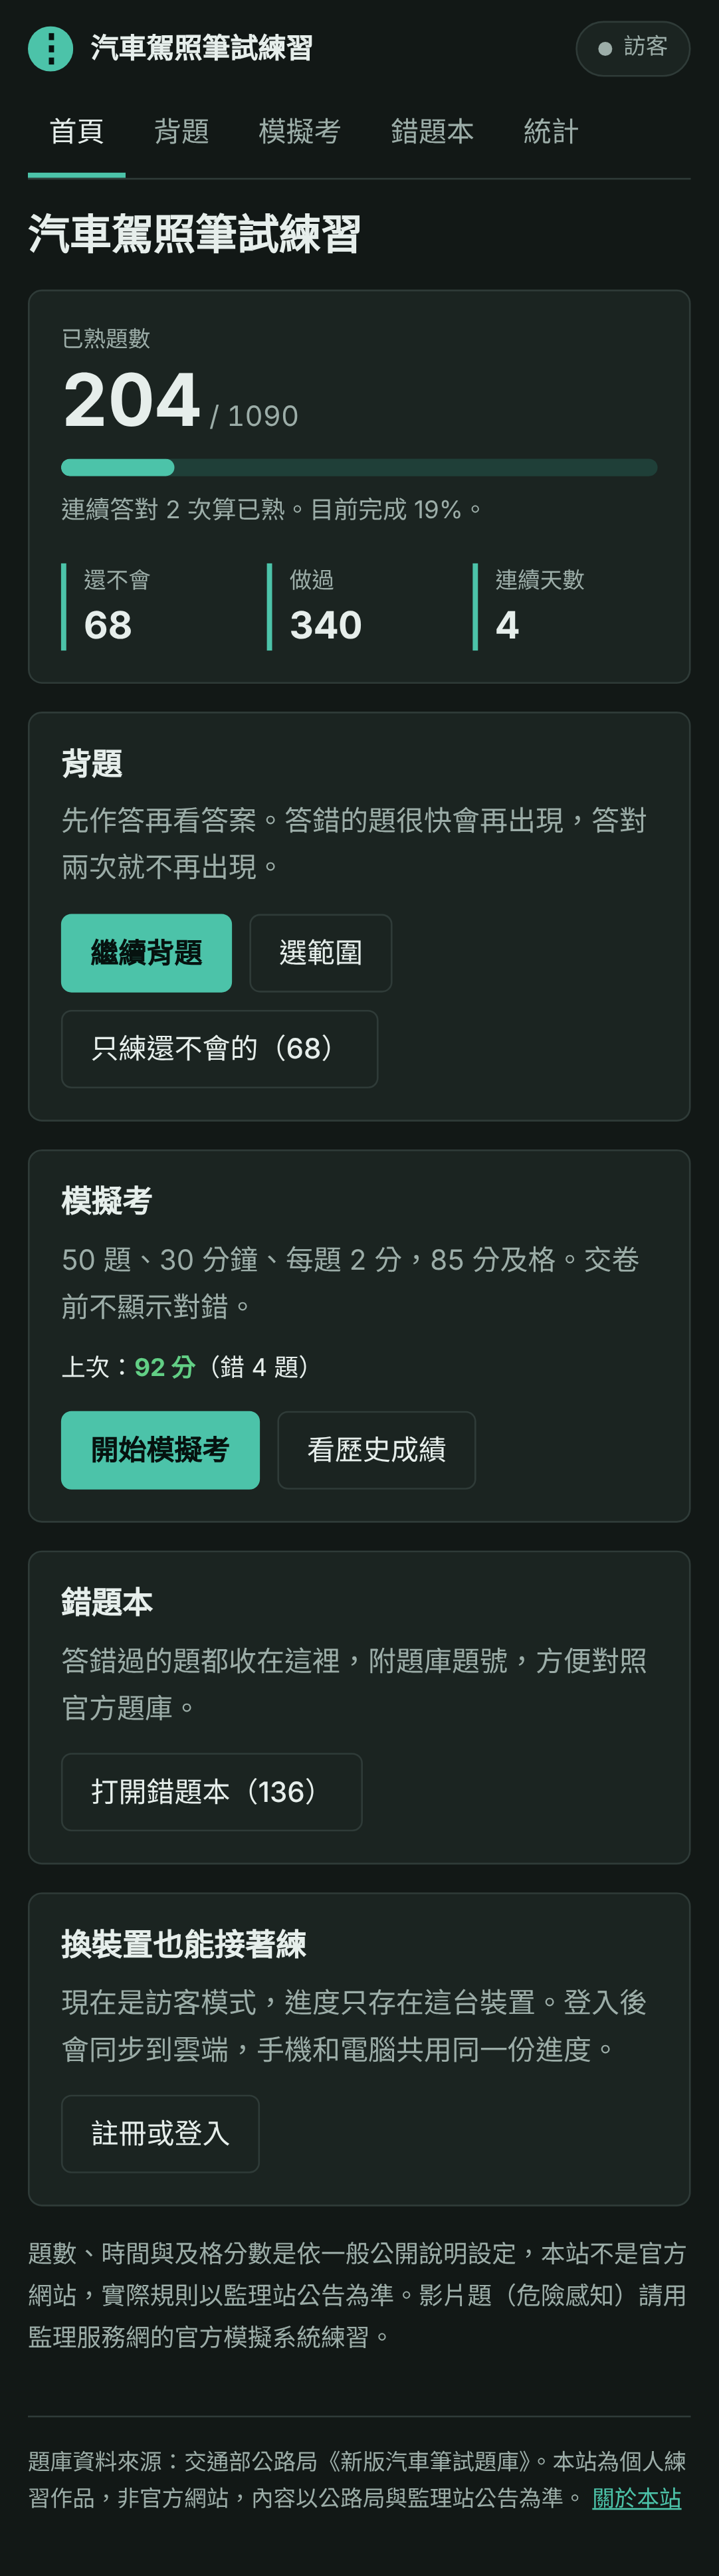 汽車駕照筆試練習
訪客
首頁 背題 模擬考 錯題本 統計
汽車駕照筆試練習
已熟題數
204 / 1090
連續答對 2 次算已熟。目前完成 19%。
還不會 做過 連續天數
68 340 4
背題
先作答再看答案。答錯的題很快會再出現，答對
兩次就不再出現。
繼續背題 選範圍
只練還不會的（68）
模擬考
50 題、30 分鐘、每題 2 分，85 分及格。交卷
前不顯示對錯。
上次：92 分（錯 4 題）
開始模擬考 看歷史成績
錯題本
答錯過的題都收在這裡，附題庫題號，方便對照
官方題庫。
打開錯題本（136）
換裝置也能接著練
現在是訪客模式，進度只存在這台裝置。登入後
會同步到雲端，手機和電腦共用同一份進度。
註冊或登入
題數、時間與及格分數是依一般公開說明設定，本站不是官方
網站，實際規則以監理站公告為準。影片題（危險感知）請用
監理服務網的官方模擬系統練習。
題庫資料來源：交通部公路局《新版汽車筆試題庫》。本站為個人練
習作品，非官方網站，內容以公路局與監理站公告為準。 關於本站